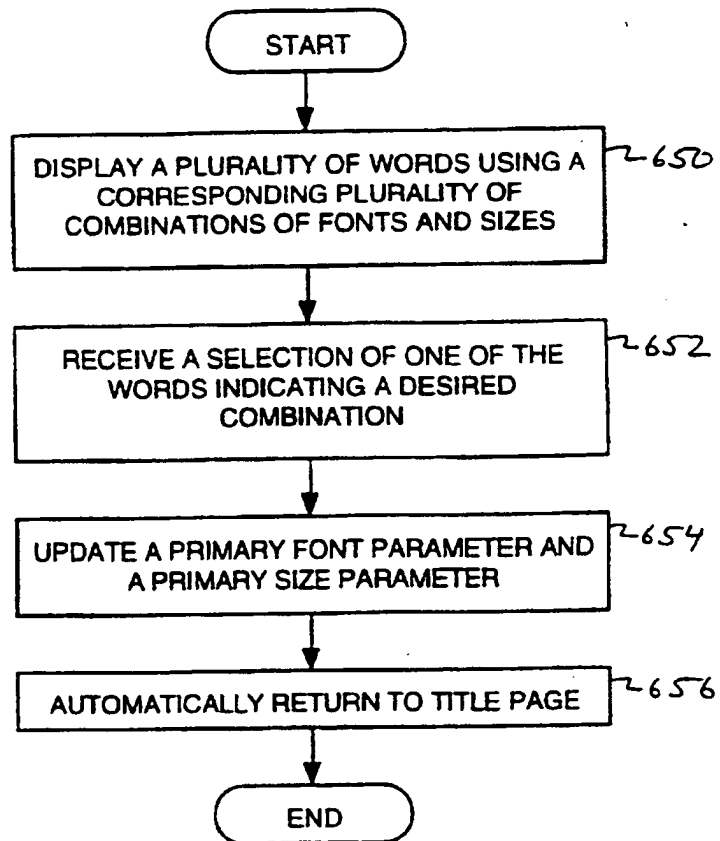 START
DISPLAY A PLURALITY OF WORDS USING A
CORRESPONDING PLURALITY OF
COMBINATIONS OF FONTS AND SIZES
650
RECEIVE A SELECTION OF ONE OF THE
WORDS INDICATING A DESIRED
COMBINATION
652
UPDATE A PRIMARY FONT PARAMETER AND
A PRIMARY SIZE PARAMETER
654
AUTOMATICALLY RETURN TO TITLE PAGE
656
END